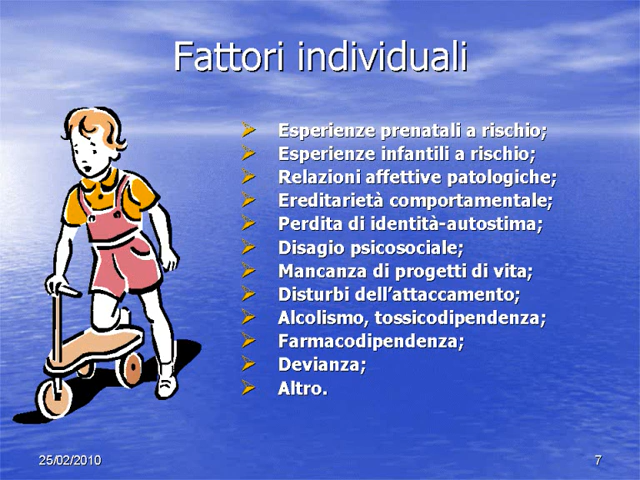 Fattori individuali
Esperienze prenatali a rischio;
Esperienze infantili a rischio;
Relazioni affettive patologiche;
Ereditarietà comportamentale;
Perdita di identità-autostima;
Disagio psicosociale;
Mancanza di progetti di vita;
Disturbi dell'attaccamento;
Alcolismo, tossicodipendenza;
Farmacodipendenza;
Devianza;
Altro.
25/02/2010
7